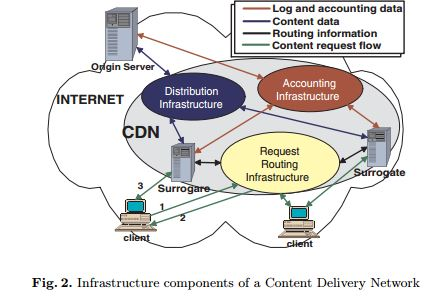 Log and accounting data
Content data
Routing information
Content request flow
Origin Server
INTERNET
Distribution
Infrastructure
Accounting
Infrastructure
CDN
Request
Routing
Infrastructure
Surrogare
Surrogate
3
1
2
client
client
Fig. 2. Infrastructure components of a Content Delivery Network